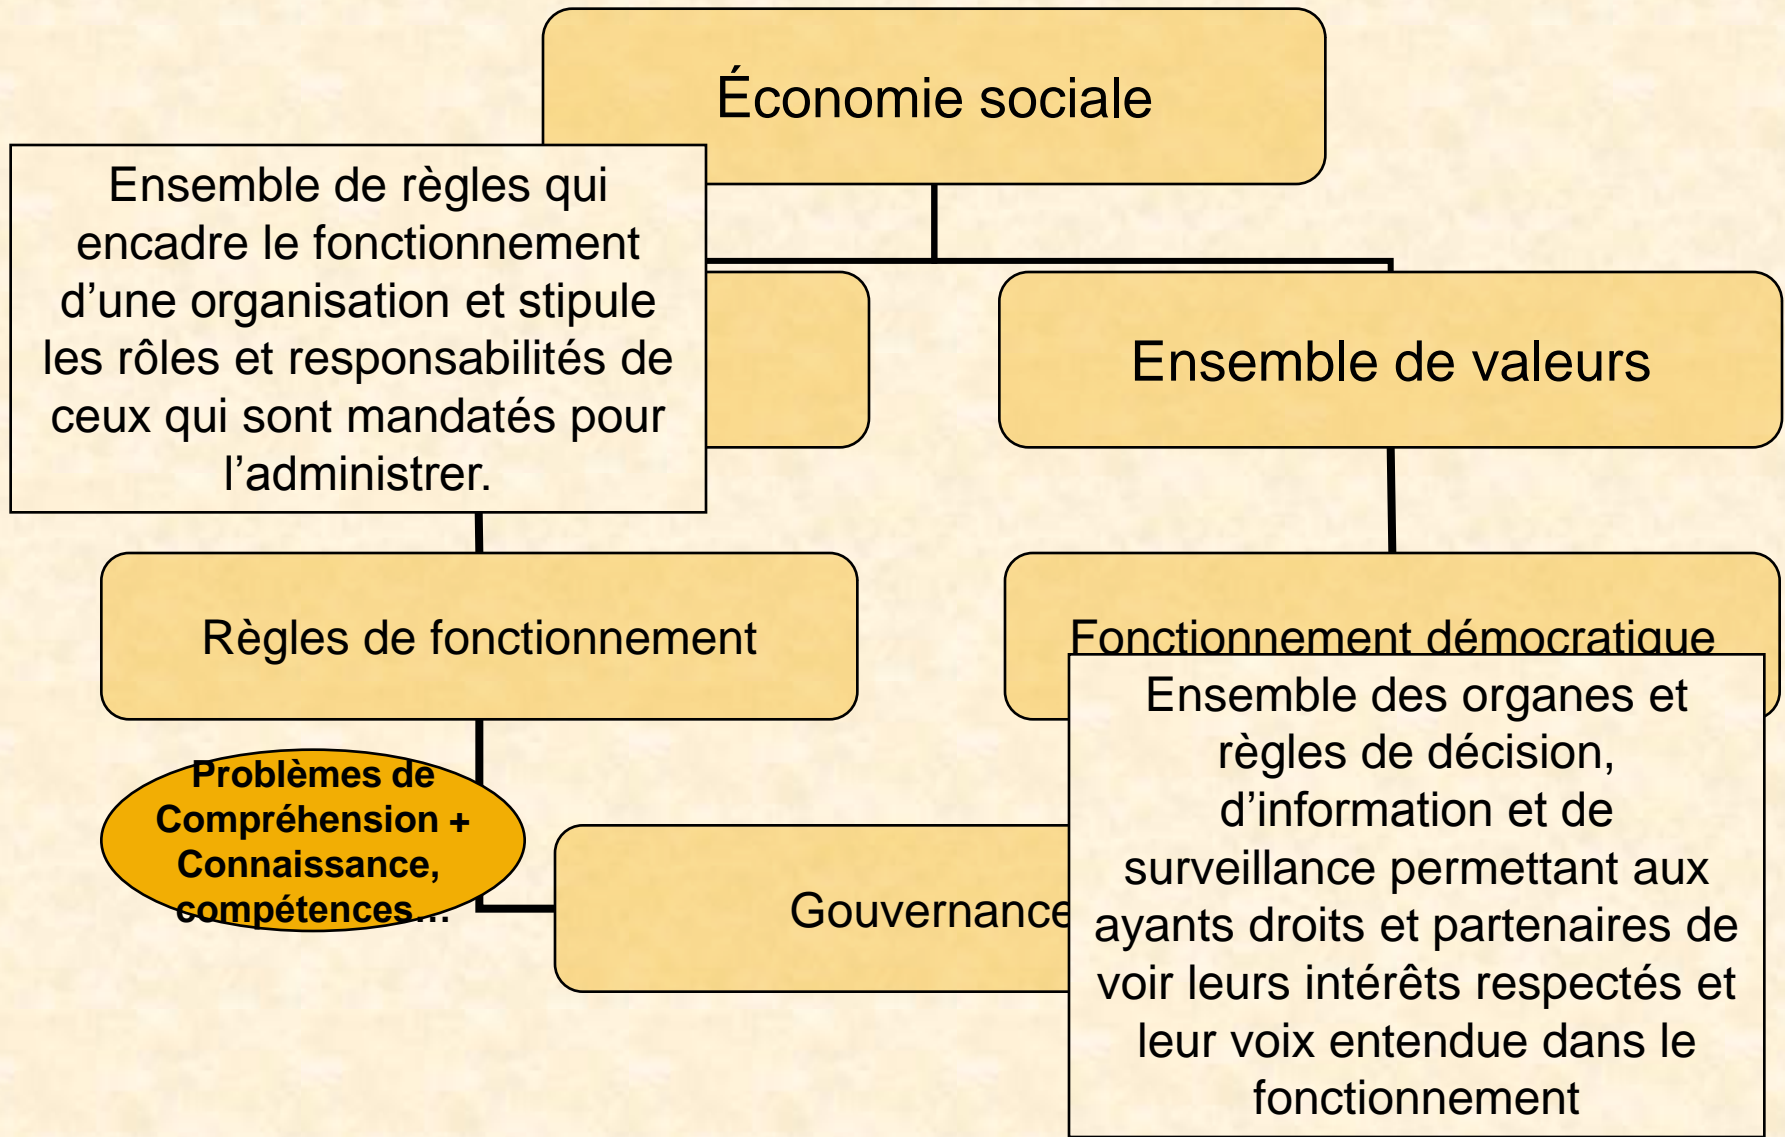 Économie sociale
Ensemble de règles qui
encadre le fonctionnement
d’une organisation et stipule
les rôles et responsabilités de
ceux qui sont mandatés pour
l’administrer.
Ensemble de valeurs
Règles de fonctionnement
Fonctionnement démocratique
Problèmes de
Compréhension +
Connaissance,
compétences…
Gouvernance
Ensemble des organes et
règles de décision,
d’information et de
surveillance permettant aux
ayants droits et partenaires de
voir leurs intérêts respectés et
leur voix entendue dans le
fonctionnement